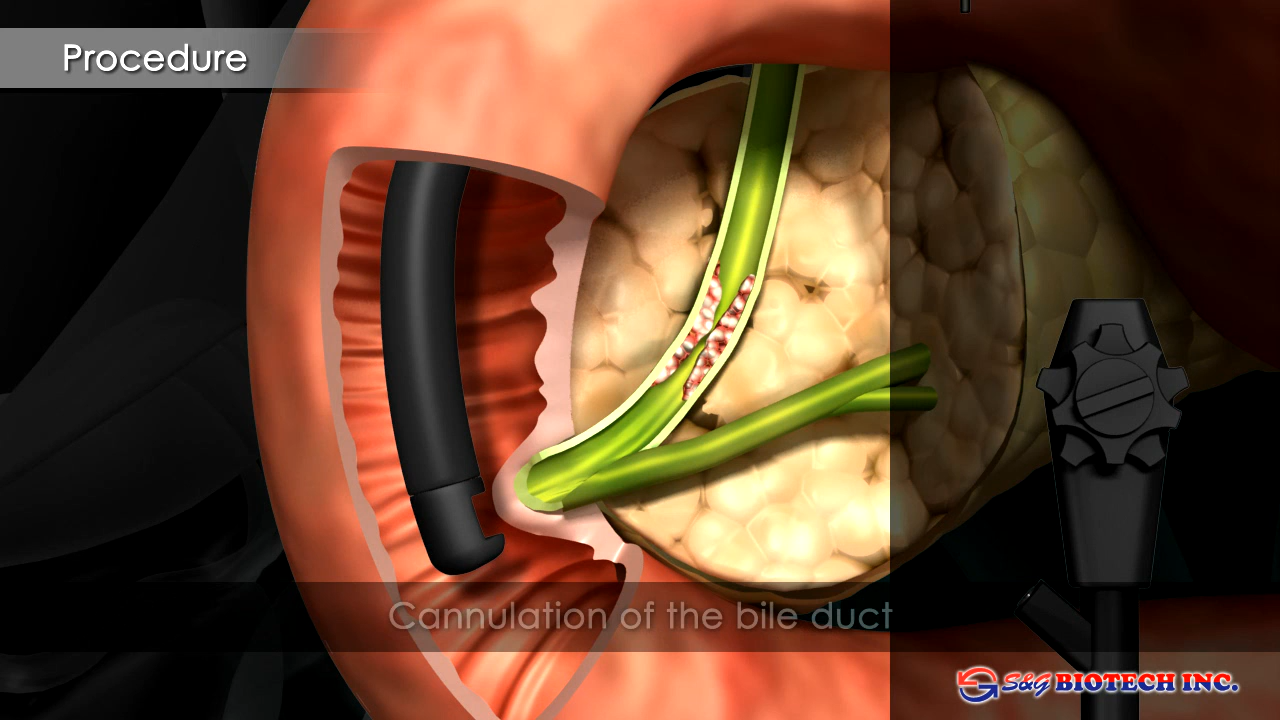 Procedure
Cannulation of the bile duct
S&G BIOTECH INC.